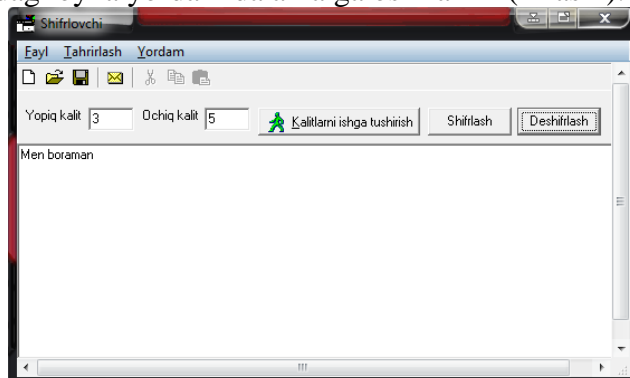 Shifrlovchi
Fayl Tahrirlash Yordam
Yopiq kalit 3 Ochiq kalit 5 Kalitlarni ishga tushirish Shifrlash Deshifrlash
Men boraman